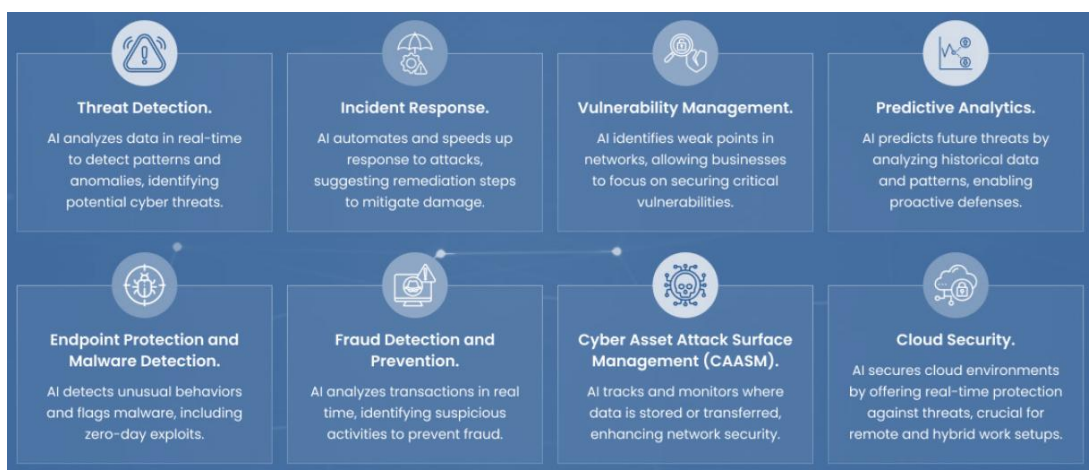 Threat Detection.
AI analyzes data in real-time
to detect patterns and
anomalies, identifying
potential cyber threats.
Incident Response.
AI automates and speeds up
response to attacks,
suggesting remediation steps
to mitigate damage.
Vulnerability Management.
AI identifies weak points in
networks, allowing businesses
to focus on securing critical
vulnerabilities.
Predictive Analytics.
AI predicts future threats by
analyzing historical data
and patterns, enabling
proactive defenses.
Endpoint Protection and
Malware Detection.
AI detects unusual behaviors
and flags malware, including
zero-day exploits.
Fraud Detection and
Prevention.
AI analyzes transactions in real
time, identifying suspicious
activities to prevent fraud.
Cyber Asset Attack Surface
Management (CAASM).
AI tracks and monitors where
data is stored or transferred,
enhancing network security.
Cloud Security.
AI secures cloud environments
by offering real-time protection
against threats, crucial for
remote and hybrid work setups.